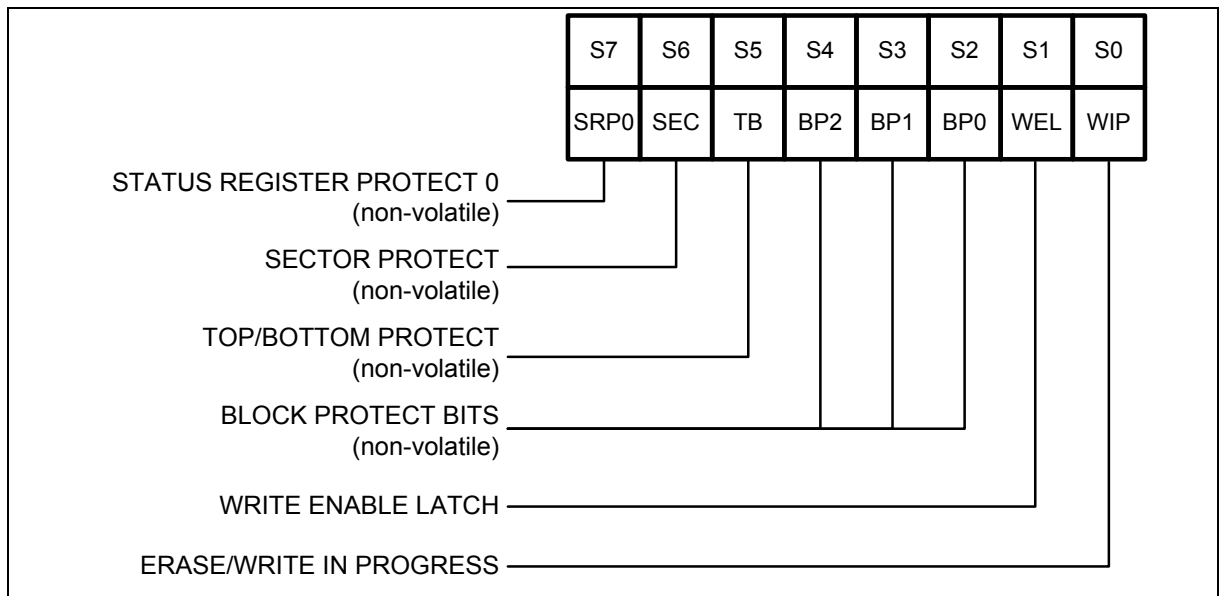 S7 S6 S5 S4 S3 S2 S1 S0
SRP0 SEC TB BP2 BP1 BP0 WEL WIP
STATUS REGISTER PROTECT 0
(non-volatile)
SECTOR PROTECT
(non-volatile)
TOP/BOTTOM PROTECT
(non-volatile)
BLOCK PROTECT BITS
(non-volatile)
WRITE ENABLE LATCH
ERASE/WRITE IN PROGRESS